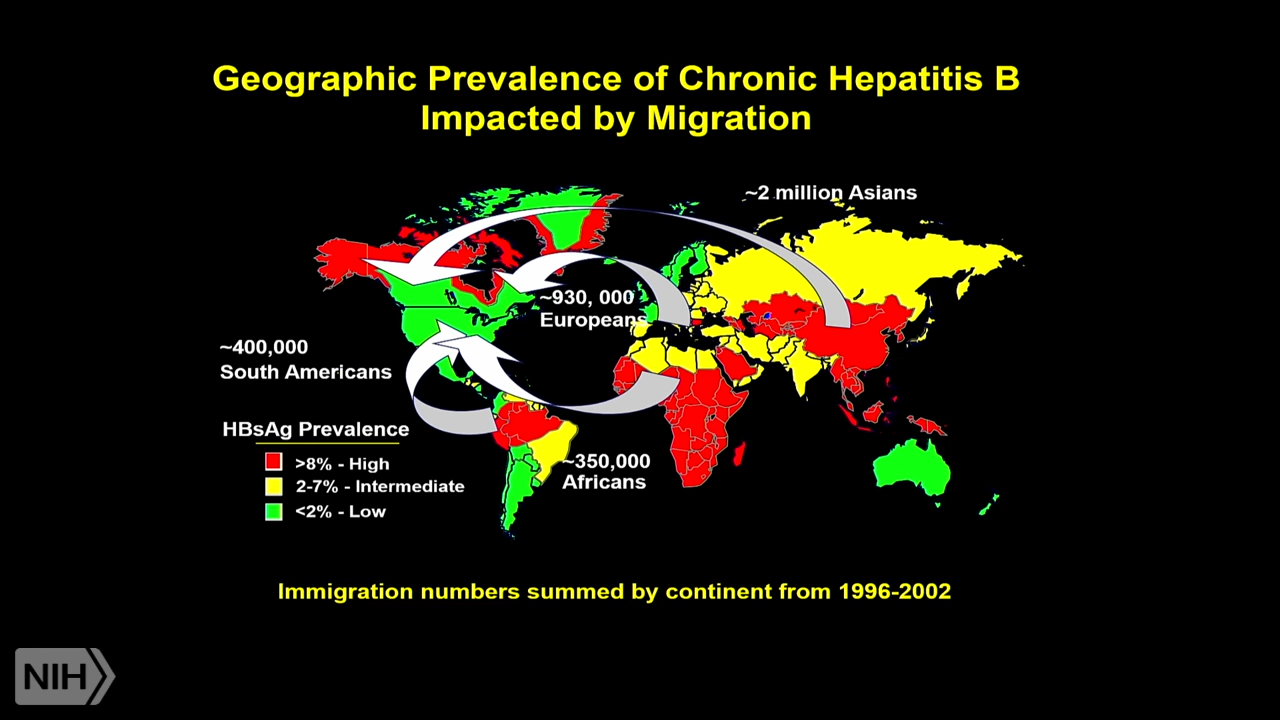 Geographic Prevalence of Chronic Hepatitis B
Impacted by Migration
~2 million Asians
~930, 000
Europeans
~400,000
South Americans
HBsAg Prevalence
>8% - High
2-7% - Intermediate
<2% - Low
~350,000
Africans
Immigration numbers summed by continent from 1996-2002
NIH